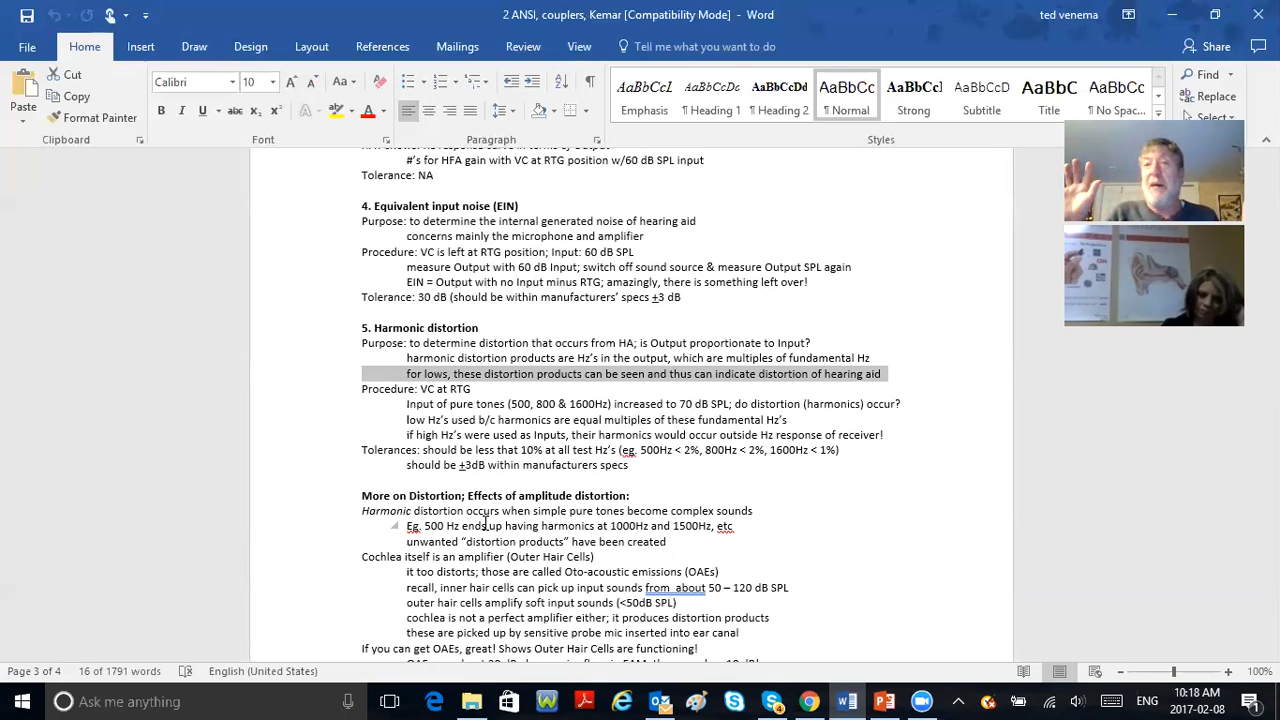 2 ANSI, couplers, Kemar [Compatibility Mode] - Word
ted venema
File Home Insert Draw Design Layout References Mailings Review View Tell me what you want to do Share
Paste Cut Copy Format Painter
Clipboard
Calibri 10
Font
Paragraph
AaBbCcL AaBbCcDc AaBbCcDd AaBbCc AaBbCcl AaBbCcD AaBbCc AaBbCc
Emphasis ¶ Heading 1 ¶ Heading 2 ¶ Normal Strong Subtitle Title ¶ No Spac...
Styles
Find
Replace
Select
#'s for HFA gain with VC at RTG position w/60 dB SPL input
Tolerance: NA
4. Equivalent input noise (EIN)
Purpose: to determine the internal generated noise of hearing aid
concerns mainly the microphone and amplifier
Procedure: VC is left at RTG position; Input: 60 dB SPL
measure Output with 60 dB Input; switch off sound source & measure Output SPL again
EIN = Output with no Input minus RTG; amazingly, there is something left over!
Tolerance: 30 dB (should be within manufacturers' specs +3 dB
5. Harmonic distortion
Purpose: to determine distortion that occurs from HA; is Output proportionate to Input?
harmonic distortion products are Hz's in the output, which are multiples of fundamental Hz
for lows, these distortion products can be seen and thus can indicate distortion of hearing aid
Procedure: VC at RTG
Input of pure tones (500, 800 & 1600Hz) increased to 70 dB SPL; do distortion (harmonics) occur?
low Hz's used b/c harmonics are equal multiples of these fundamental Hz's
if high Hz's were used as Inputs, their harmonics would occur outside Hz response of receiver!
Tolerances: should be less that 10% at all test Hz's (eg. 500Hz < 2%, 800Hz < 2%, 1600Hz < 1%)
should be +3dB within manufacturers specs
More on Distortion; Effects of amplitude distortion:
Harmonic distortion occurs when simple pure tones become complex sounds
Eg. 500 Hz ends up having harmonics at 1000Hz and 1500Hz, etc
unwanted "distortion products" have been created
Cochlea itself is an amplifier (Outer Hair Cells)
it too distorts; those are called Oto-acoustic emissions (OAEs)
recall, inner hair cells can pick up input sounds from about 50 – 120 dB SPL
outer hair cells amplify soft input sounds (<50dB SPL)
cochlea is not a perfect amplifier either; it produces distortion products
these are picked up by sensitive probe mic inserted into ear canal
If you can get OAEs, great! Shows Outer Hair Cells are functioning!
Page 3 of 4 16 of 1791 words English (United States) 100%
Ask me anything
ENG
10:18 AM
2017-02-08